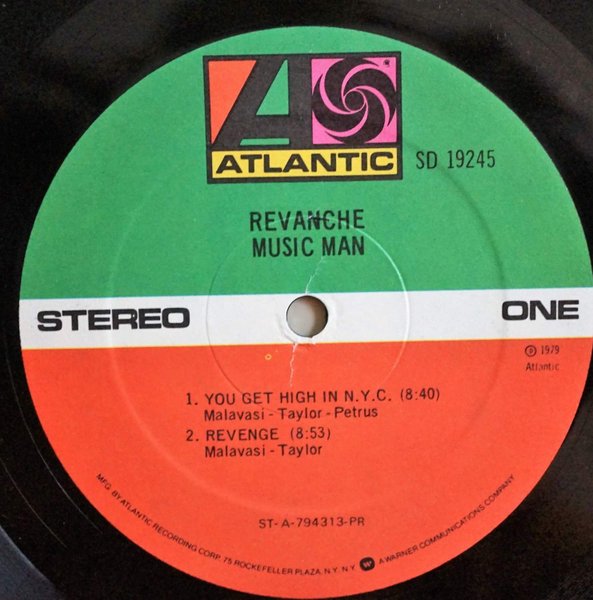 ATLANTIC
®
SD 19245
REVANCHE
MUSIC MAN
STEREO
ONE
℗ 1979
Atlantic
1. YOU GET HIGH IN N.Y.C. (8:40)
Malavasi - Taylor - Petrus
2. REVENGE (8:53)
Malavasi - Taylor
ST-A-794313-PR
MFG. BY ATLANTIC RECORDING CORP. 75 ROCKEFELLER PLAZA. N.Y. N.Y. W A WARNER COMMUNICATIONS COMPANY